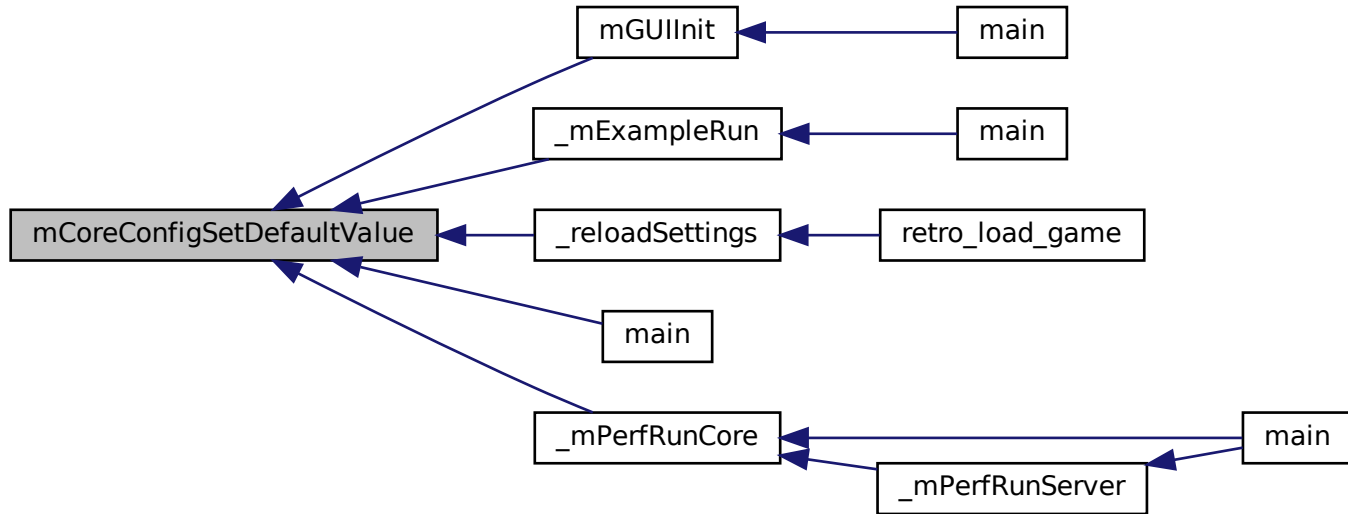 mGUIInit
main
_mExampleRun
main
mCoreConfigSetDefaultValue
_reloadSettings
retro_load_game
main
_mPerfRunCore
main
_mPerfRunServer